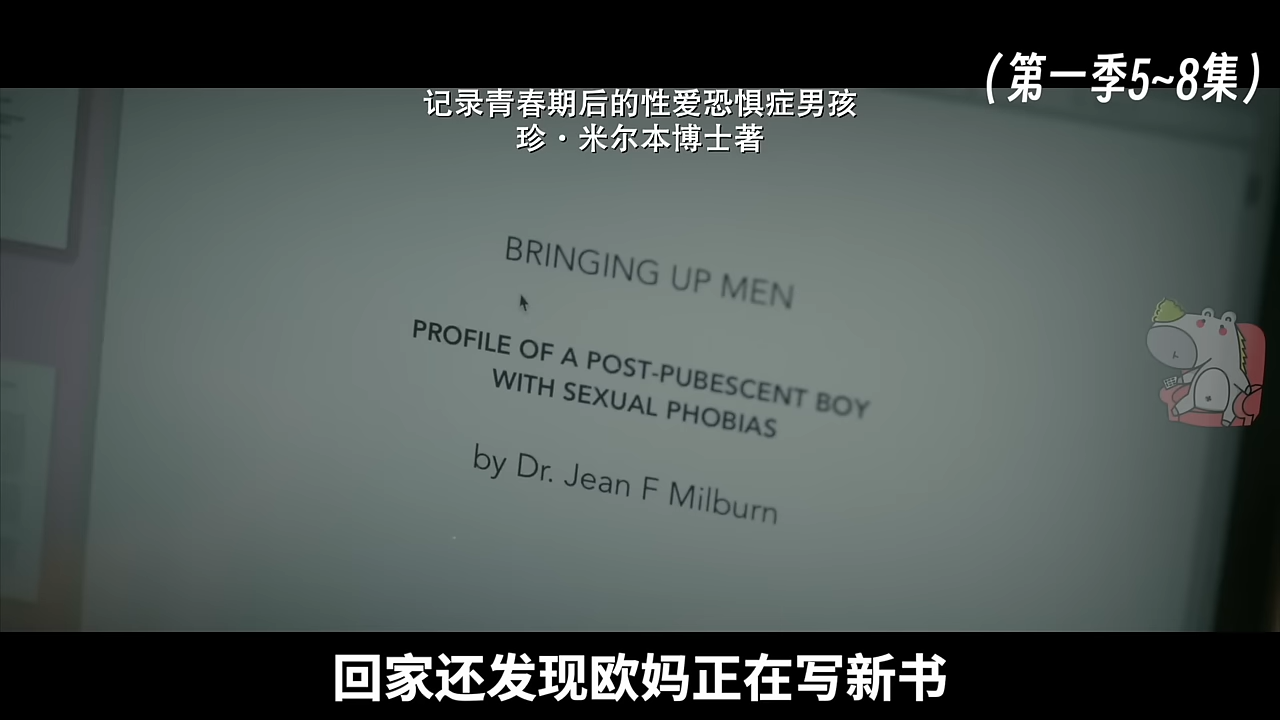 （第一季5~8集）
记录青春期后的性爱恐惧症男孩
珍·米尔本博士著
BRINGING UP MEN
PROFILE OF A POST-PUBESCENT BOY
WITH SEXUAL PHOBIAS
by Dr. Jean F Milburn
回家还发现欧妈正在写新书